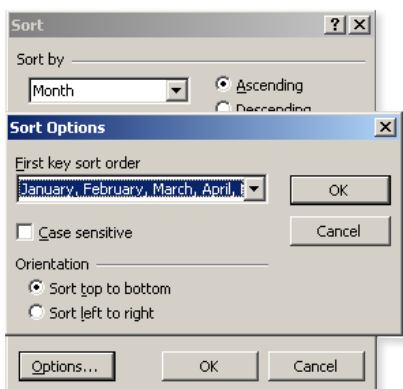 Sort
Sort by
Month
Ascending
Descending
Sort Options
First key sort order
January, February, March, April,
OK
Case sensitive
Cancel
Orientation
Sort top to bottom
Sort left to right
Options... OK Cancel